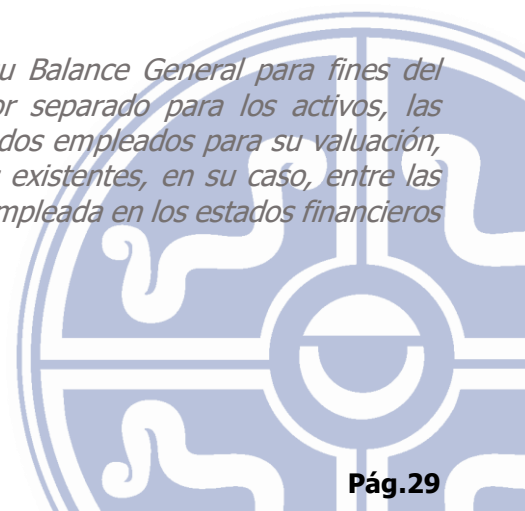 u Balance General para fines del
or separado para los activos, las
dos empleados para su valuación,
existentes, en su caso, entre las
mpleada en los estados financieros
Pág.29